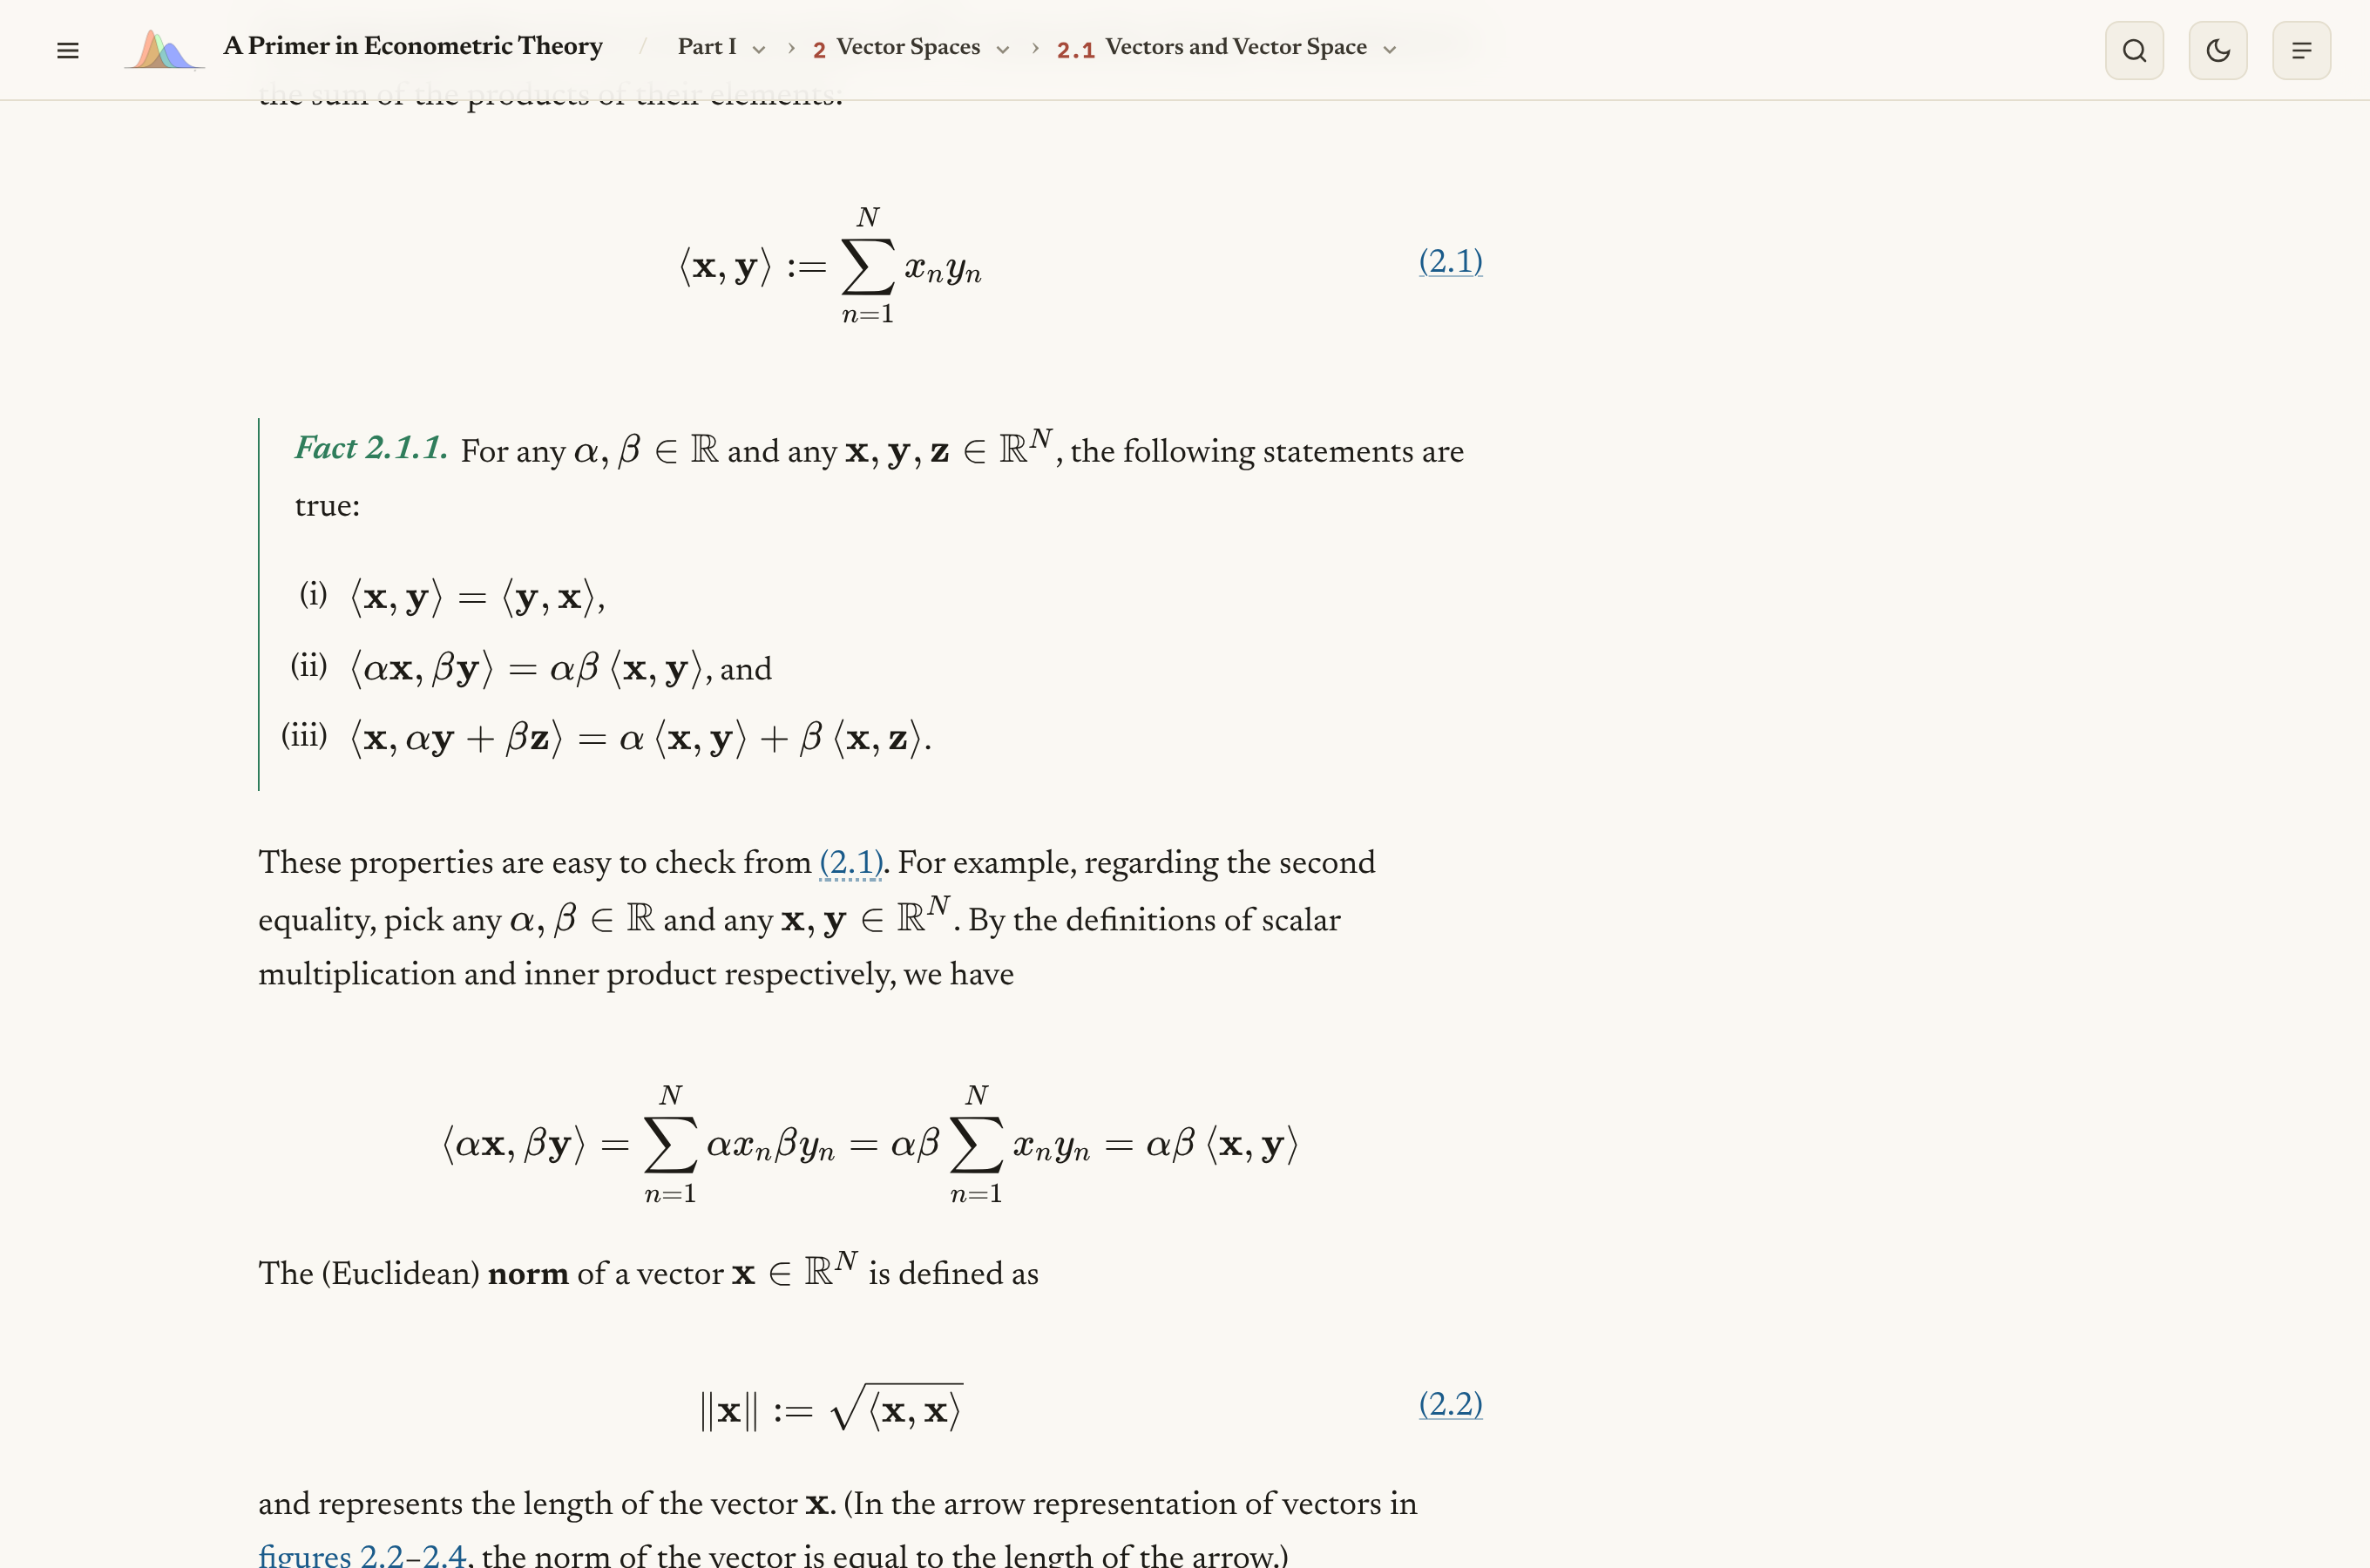 A Primer in Econometric Theory / Part I › 2 Vector Spaces › 2.1 Vectors and Vector Space
the sum of the products of their elements:
⟨𝐱, 𝐲⟩ := ∑_{n=1}^{N} xₙyₙ (2.1)
Fact 2.1.1. For any α, β ∈ ℝ and any 𝐱, 𝐲, 𝐳 ∈ ℝᴺ, the following statements are
true:
(i) ⟨𝐱, 𝐲⟩ = ⟨𝐲, 𝐱⟩,
(ii) ⟨α𝐱, β𝐲⟩ = αβ ⟨𝐱, 𝐲⟩, and
(iii) ⟨𝐱, α𝐲 + β𝐳⟩ = α ⟨𝐱, 𝐲⟩ + β ⟨𝐱, 𝐳⟩.
These properties are easy to check from (2.1). For example, regarding the second
equality, pick any α, β ∈ ℝ and any 𝐱, 𝐲 ∈ ℝᴺ. By the definitions of scalar
multiplication and inner product respectively, we have
⟨α𝐱, β𝐲⟩ = ∑_{n=1}^{N} αxₙβyₙ = αβ ∑_{n=1}^{N} xₙyₙ = αβ ⟨𝐱, 𝐲⟩
The (Euclidean) norm of a vector 𝐱 ∈ ℝᴺ is defined as
‖𝐱‖ := √⟨𝐱, 𝐱⟩ (2.2)
and represents the length of the vector 𝐱. (In the arrow representation of vectors in
figures 2.2–2.4, the norm of the vector is equal to the length of the arrow.)